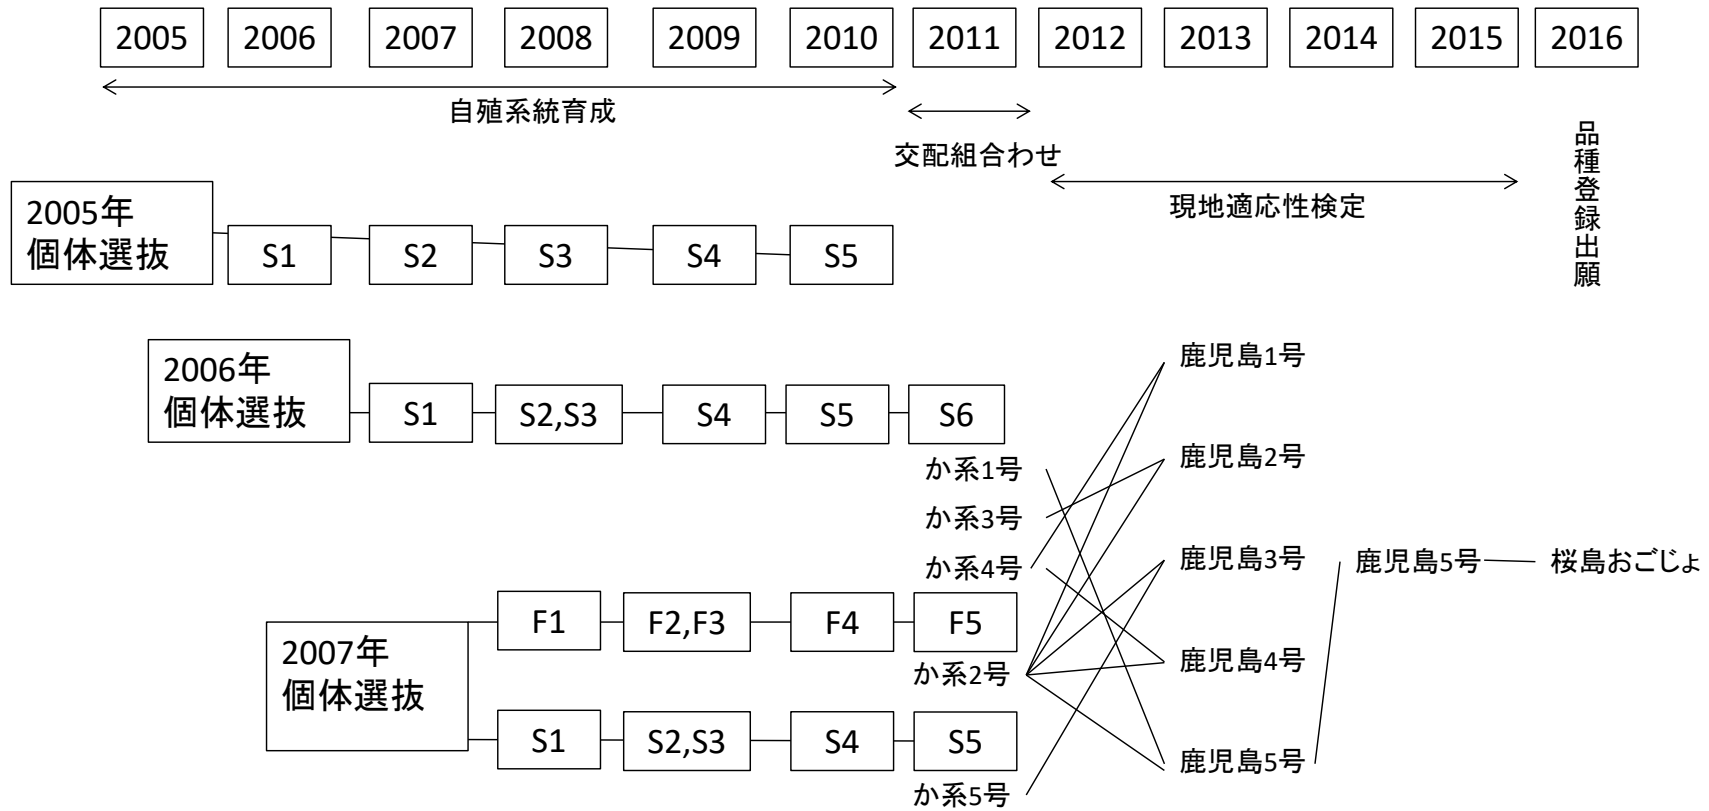 2005
2006
2007
2008
2009
2010
2011
2012
2013
2014
2015
2016
自殖系統育成
交配組合わせ
現地適応性検定
品種登録出願
2005年
個体選抜
S1
S2
S3
S4
S5
2006年
個体選抜
S1
S2,S3
S4
S5
S6
か系1号
か系3号
か系4号
2007年
個体選抜
F1
F2,F3
F4
F5
か系2号
S1
S2,S3
S4
S5
か系5号
鹿児島1号
鹿児島2号
鹿児島3号
鹿児島4号
鹿児島5号
鹿児島5号
桜島おごじょ